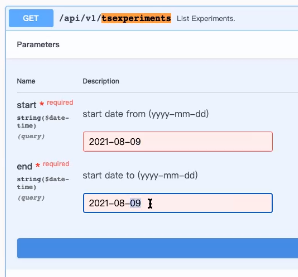 GET /api/v1/tsexperiments List Experiments.
Parameters
Name Description
start * required
string($date-time)
(query)
start date from (yyyy-mm-dd)
2021-08-09
end * required
string($date-time)
(query)
start date to (yyyy-mm-dd)
2021-08-09